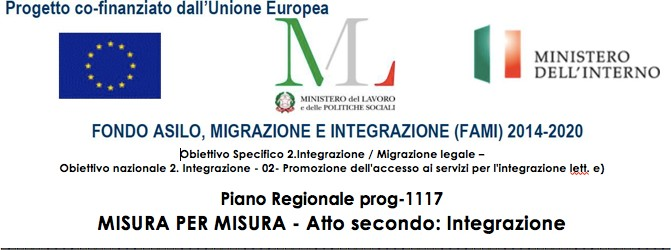 Progetto co-finanziato dall'Unione Europea
ML
MINISTERO del LAVORO
e delle POLITICHE SOCIALI
MINISTERO
DELL'INTERNO
FONDO ASILO, MIGRAZIONE E INTEGRAZIONE (FAMI) 2014-2020
Obiettivo Specifico 2.Integrazione / Migrazione legale –
Obiettivo nazionale 2. Integrazione - 02- Promozione dell'accesso ai servizi per l'integrazione lett. e)
Piano Regionale prog-1117
MISURA PER MISURA - Atto secondo: Integrazione